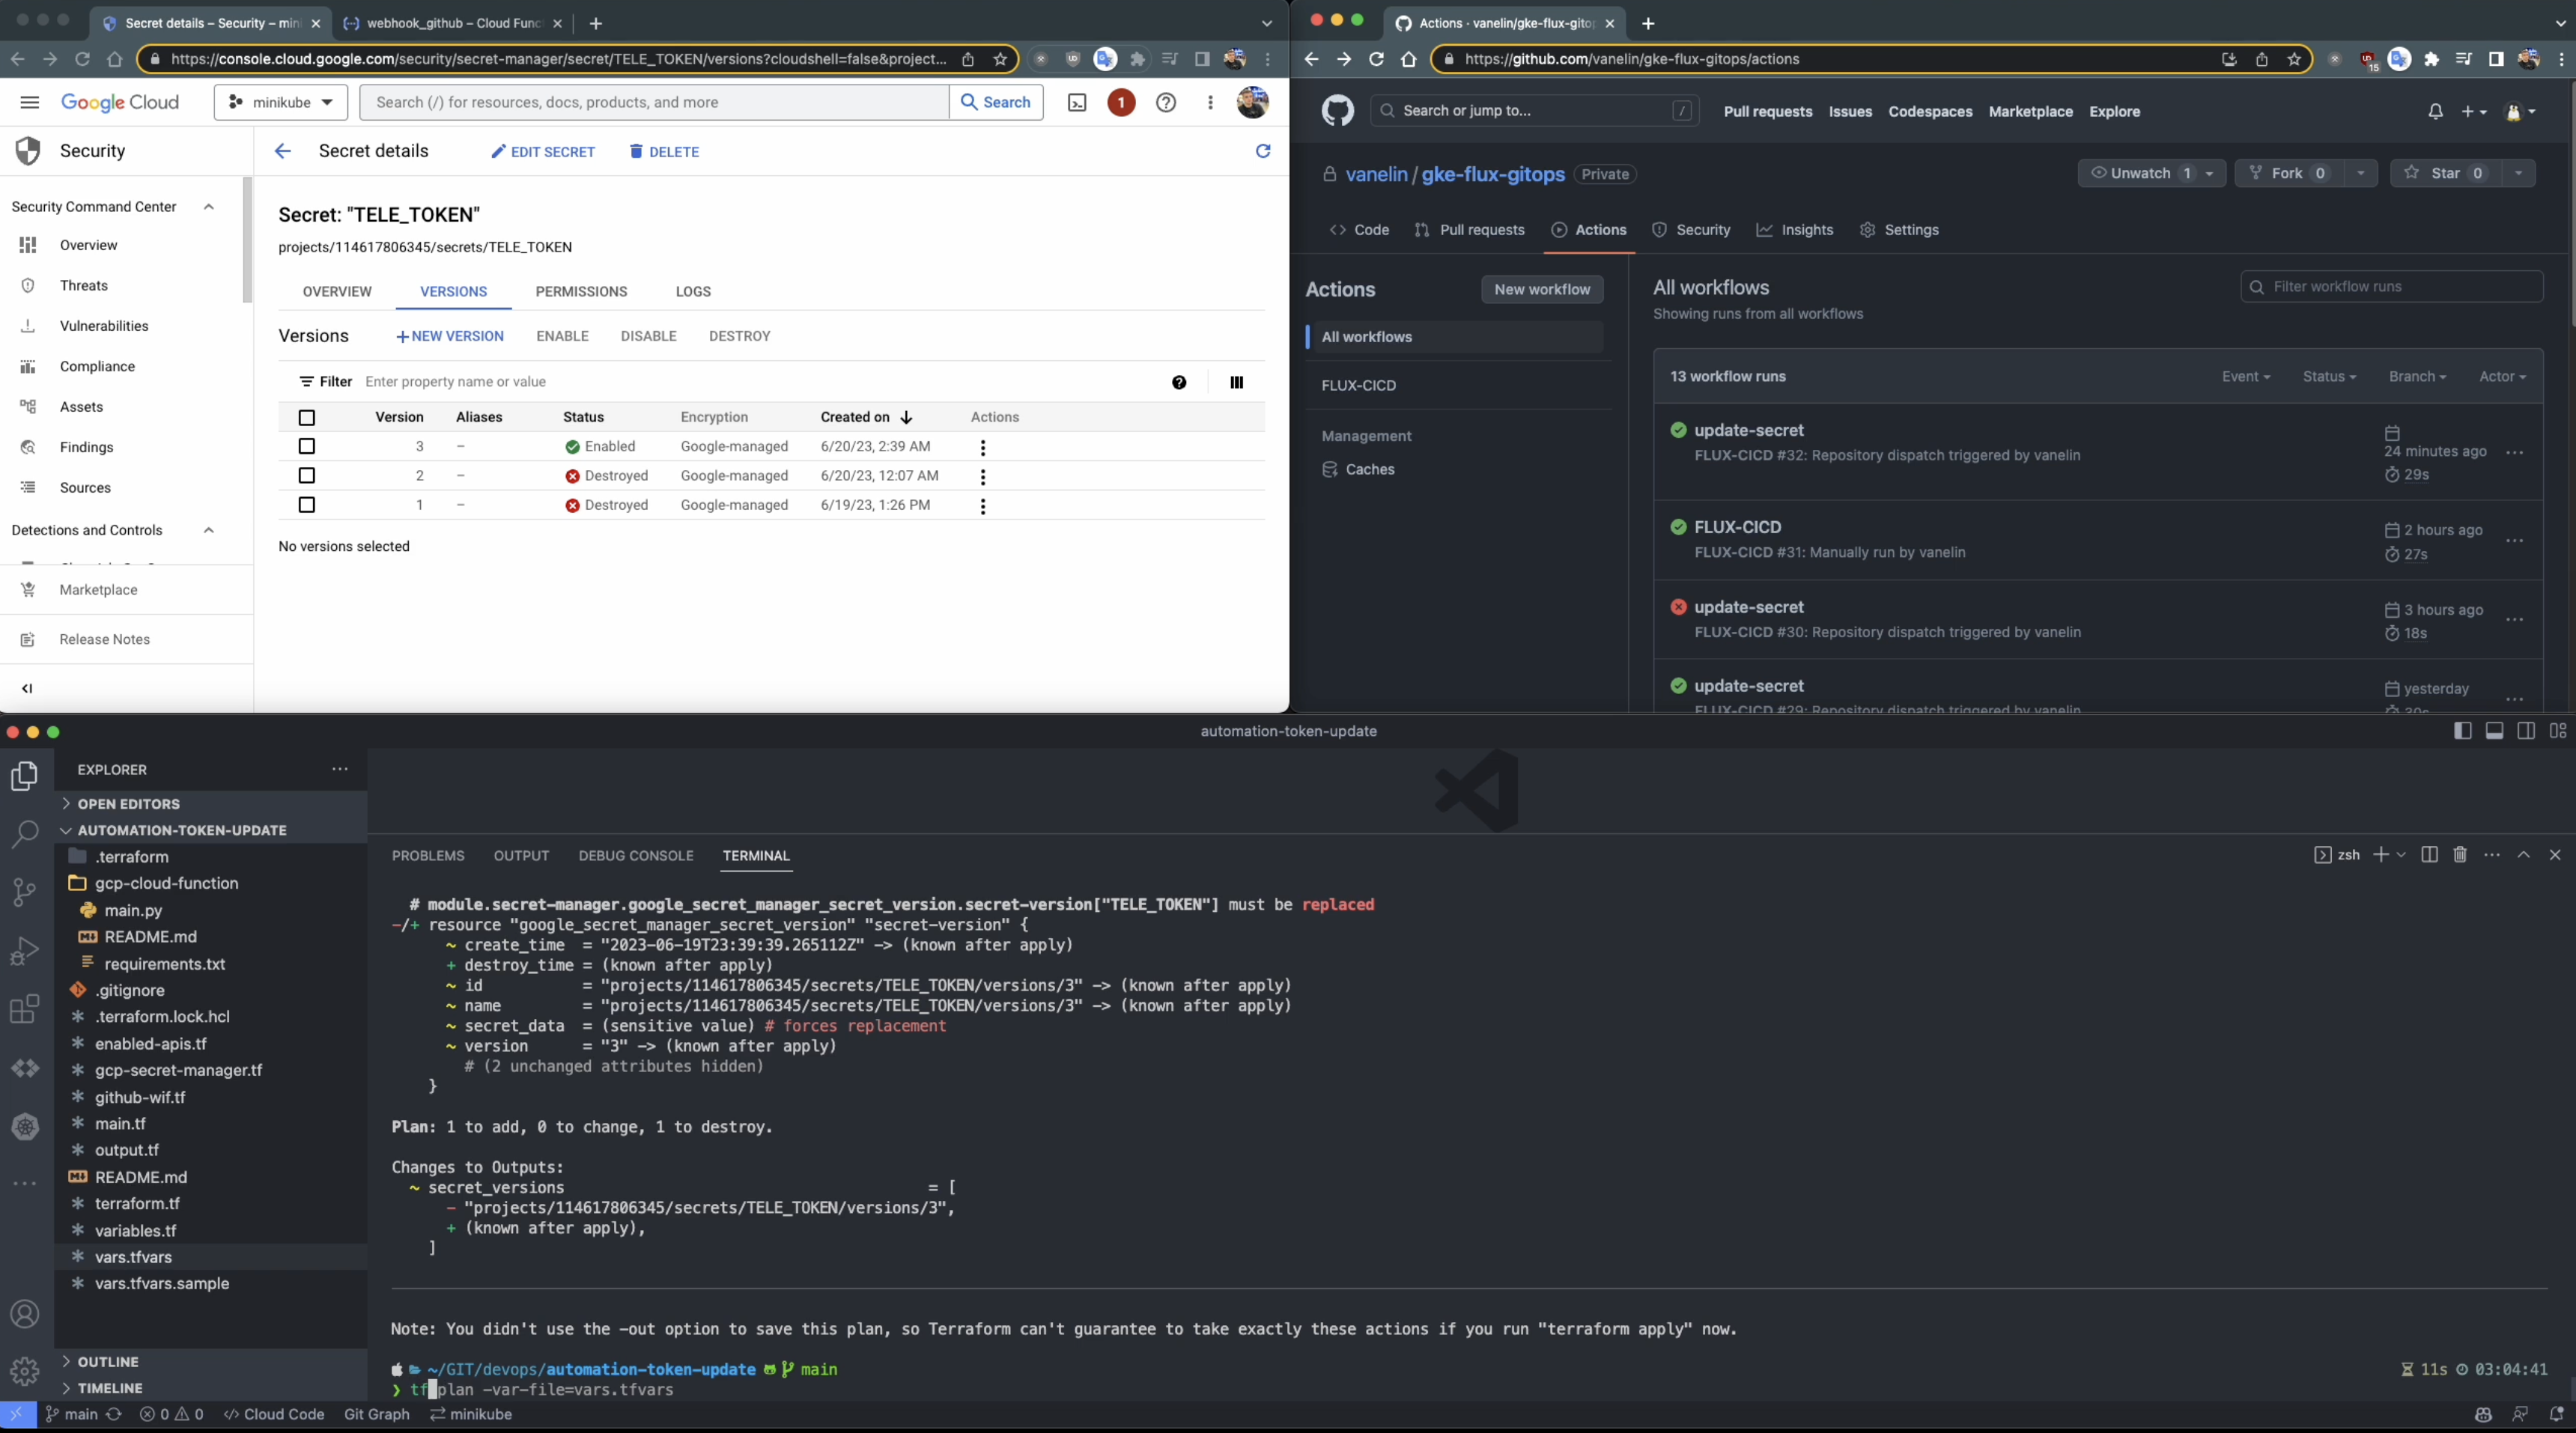 Secret details – Security – mini
webhook_github – Cloud Func
https://console.cloud.google.com/security/secret-manager/secret/TELE_TOKEN/versions?cloudshell=false&project...
Google Cloud
minikube
Search (/) for resources, docs, products, and more
Search
1
Security
Secret details
EDIT SECRET
DELETE
Security Command Center
Overview
Threats
Vulnerabilities
Compliance
Assets
Findings
Sources
Detections and Controls
Marketplace
Release Notes
Secret: "TELE_TOKEN"
projects/114617806345/secrets/TELE_TOKEN
OVERVIEW VERSIONS PERMISSIONS LOGS
Versions +NEW VERSION ENABLE DISABLE DESTROY
Filter Enter property name or value
Version Aliases Status Encryption Created on Actions
3 – Enabled Google-managed 6/20/23, 2:39 AM
2 – Destroyed Google-managed 6/20/23, 12:07 AM
1 – Destroyed Google-managed 6/19/23, 1:26 PM
No versions selected
Actions · vanelin/gke-flux-gitop
https://github.com/vanelin/gke-flux-gitops/actions
15
Search or jump to... /
Pull requests Issues Codespaces Marketplace Explore
vanelin / gke-flux-gitops Private
Unwatch 1 Fork 0 Star 0
Code Pull requests Actions Security Insights Settings
Actions
New workflow
All workflows
FLUX-CICD
Management
Caches
All workflows
Showing runs from all workflows
Filter workflow runs
13 workflow runs Event Status Branch Actor
update-secret
FLUX-CICD #32: Repository dispatch triggered by vanelin
24 minutes ago
29s
FLUX-CICD
FLUX-CICD #31: Manually run by vanelin
2 hours ago
27s
update-secret
FLUX-CICD #30: Repository dispatch triggered by vanelin
3 hours ago
18s
update-secret
FLUX-CICD #29: Repository dispatch triggered by vanelin
yesterday
30s
automation-token-update
EXPLORER
OPEN EDITORS
AUTOMATION-TOKEN-UPDATE
.terraform
gcp-cloud-function
main.py
README.md
requirements.txt
.gitignore
.terraform.lock.hcl
enabled-apis.tf
gcp-secret-manager.tf
github-wif.tf
main.tf
output.tf
README.md
terraform.tf
variables.tf
vars.tfvars
vars.tfvars.sample
OUTLINE
TIMELINE
PROBLEMS OUTPUT DEBUG CONSOLE TERMINAL
zsh
# module.secret-manager.google_secret_manager_secret_version.secret-version["TELE_TOKEN"] must be replaced
-/+ resource "google_secret_manager_secret_version" "secret-version" {
~ create_time = "2023-06-19T23:39:39.265112Z" -> (known after apply)
+ destroy_time = (known after apply)
~ id = "projects/114617806345/secrets/TELE_TOKEN/versions/3" -> (known after apply)
~ name = "projects/114617806345/secrets/TELE_TOKEN/versions/3" -> (known after apply)
~ secret_data = (sensitive value) # forces replacement
~ version = "3" -> (known after apply)
# (2 unchanged attributes hidden)
}
Plan: 1 to add, 0 to change, 1 to destroy.
Changes to Outputs:
~ secret_versions = [
- "projects/114617806345/secrets/TELE_TOKEN/versions/3",
+ (known after apply),
]
Note: You didn't use the -out option to save this plan, so Terraform can't guarantee to take exactly these actions if you run "terraform apply" now.
~/GIT/devops/automation-token-update main
11s 03:04:41
❯ tf plan -var-file=vars.tfvars
main 0 0 Cloud Code Git Graph minikube